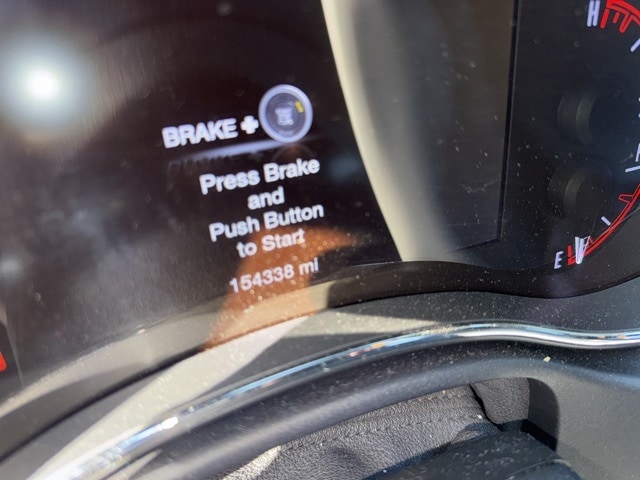 BRAKE +
Press Brake
and
Push Button
to Start
154338 mi
H
E